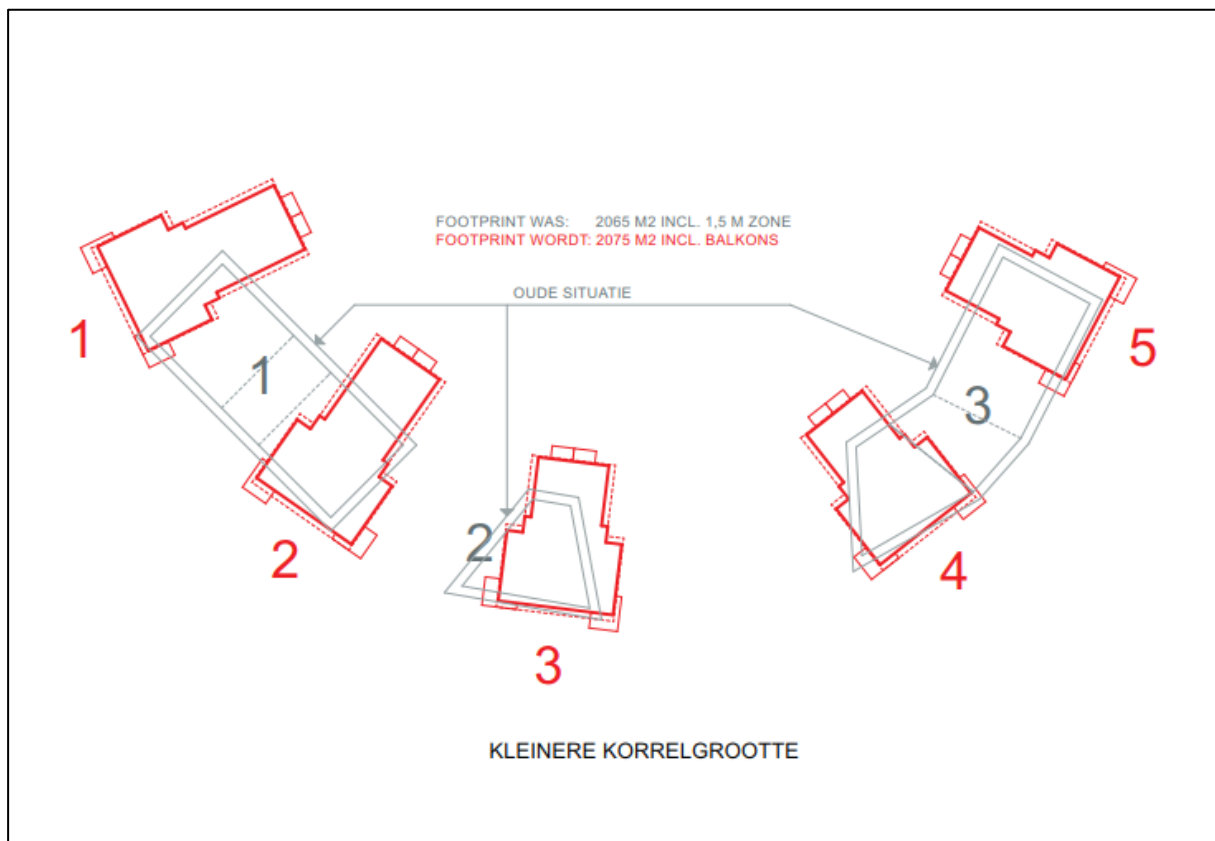 FOOTPRINT WAS: 2065 M2 INCL. 1,5 M ZONE
FOOTPRINT WORDT: 2075 M2 INCL. BALKONS
OUDE SITUATIE
1
1
2
2
3
3
4
5
KLEINERE KORRELGROOTTE